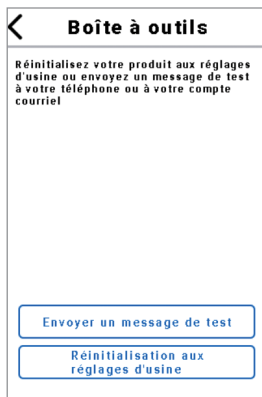 Boîte à outils
Réinitialisez votre produit aux réglages
d'usine ou envoyez un message de test
à votre téléphone ou à votre compte
courriel
Envoyer un message de test
Réinitialisation aux
réglages d'usine